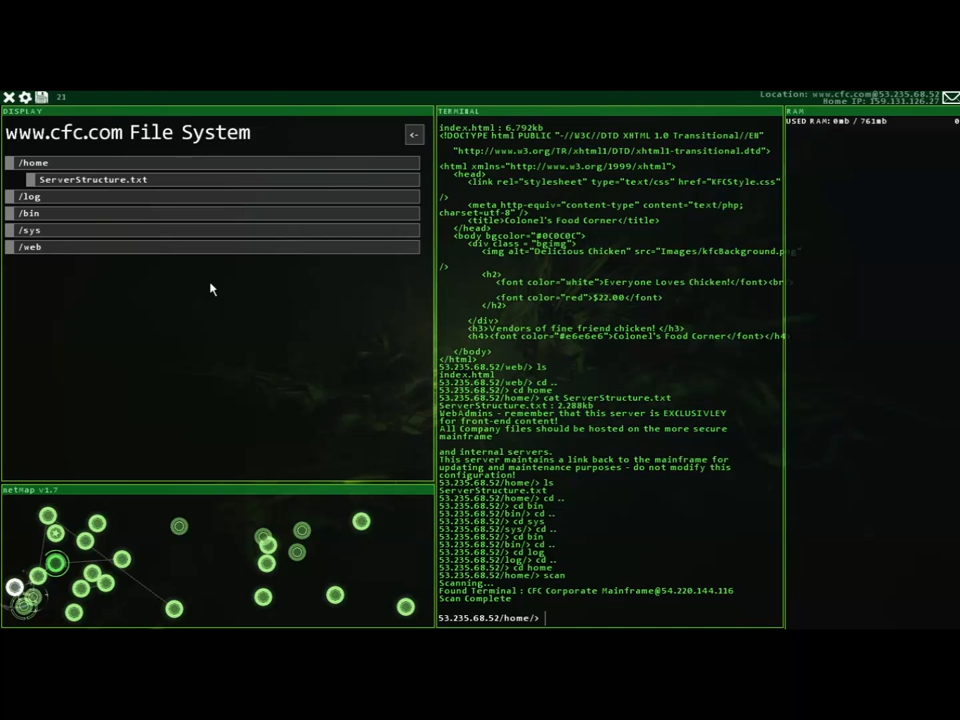 21
Location: www.cfc.com@53.235.68.52
Home IP: 159.131.126.27
DISPLAY
www.cfc.com File System
<-
/home
ServerStructure.txt
/log
/bin
/sys
/web
netMap v1.7
TERMINAL
index.html : 6.792kb
<!DOCTYPE html PUBLIC "-//W3C//DTD XHTML 1.0 Transitional//EN"
"http://www.w3.org/TR/xhtml1/DTD/xhtml1-transitional.dtd">
<html xmlns="http://www.w3.org/1999/xhtml">
<head>
<link rel="stylesheet" type="text/css" href="KFCStyle.css"
/>
<meta http-equiv="content-type" content="text/php;
charset=utf-8" />
<title>Colonel's Food Corner</title>
</head>
<body bgcolor="#0C0C0C">
<div class = "bgimg">
<img alt="Delicious Chicken" src="Images/kfcBackground.png"
/>
<h2>
<font color="white">Everyone Loves Chicken!</font><br
<font color="red">$22.00</font>
</h2>
</div>
<h3>Vendors of fine friend chicken! </h3>
<h4><font color="#e6e6e6">Colonel's Food Corner</font></h4
</body>
</html>
53.235.68.52/web/> ls
index.html
53.235.68.52/web/> cd ..
53.235.68.52/> cd home
53.235.68.52/home/> cat ServerStructure.txt
ServerStructure.txt : 2.288kb
WebAdmins - remember that this server is EXCLUSIVLEY
for front-end content!
All Company files should be hosted on the more secure
mainframe
and internal servers.
This server maintains a link back to the mainframe for
updating and maintenance purposes - do not modify this
configuration!
53.235.68.52/home/> ls
ServerStructure.txt
53.235.68.52/home/> cd ..
53.235.68.52/> cd bin
53.235.68.52/bin/> cd ..
53.235.68.52/> cd sys
53.235.68.52/sys/> cd ..
53.235.68.52/> cd bin
53.235.68.52/bin/> cd ..
53.235.68.52/> cd log
53.235.68.52/log/> cd ..
53.235.68.52/> cd home
53.235.68.52/home/> scan
Scanning...
Found Terminal : CFC Corporate Mainframe@54.220.144.116
Scan Complete
53.235.68.52/home/>
RAM
USED RAM: 0mb / 761mb
0